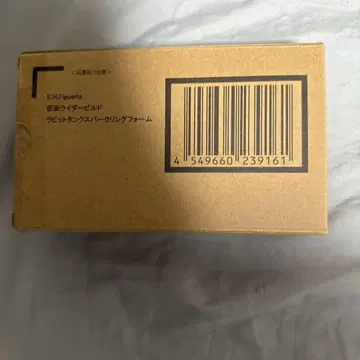 S.H.Figuarts
仮面ライダービルド
ラビットタンクスパークリングフォーム
4 549660 239161